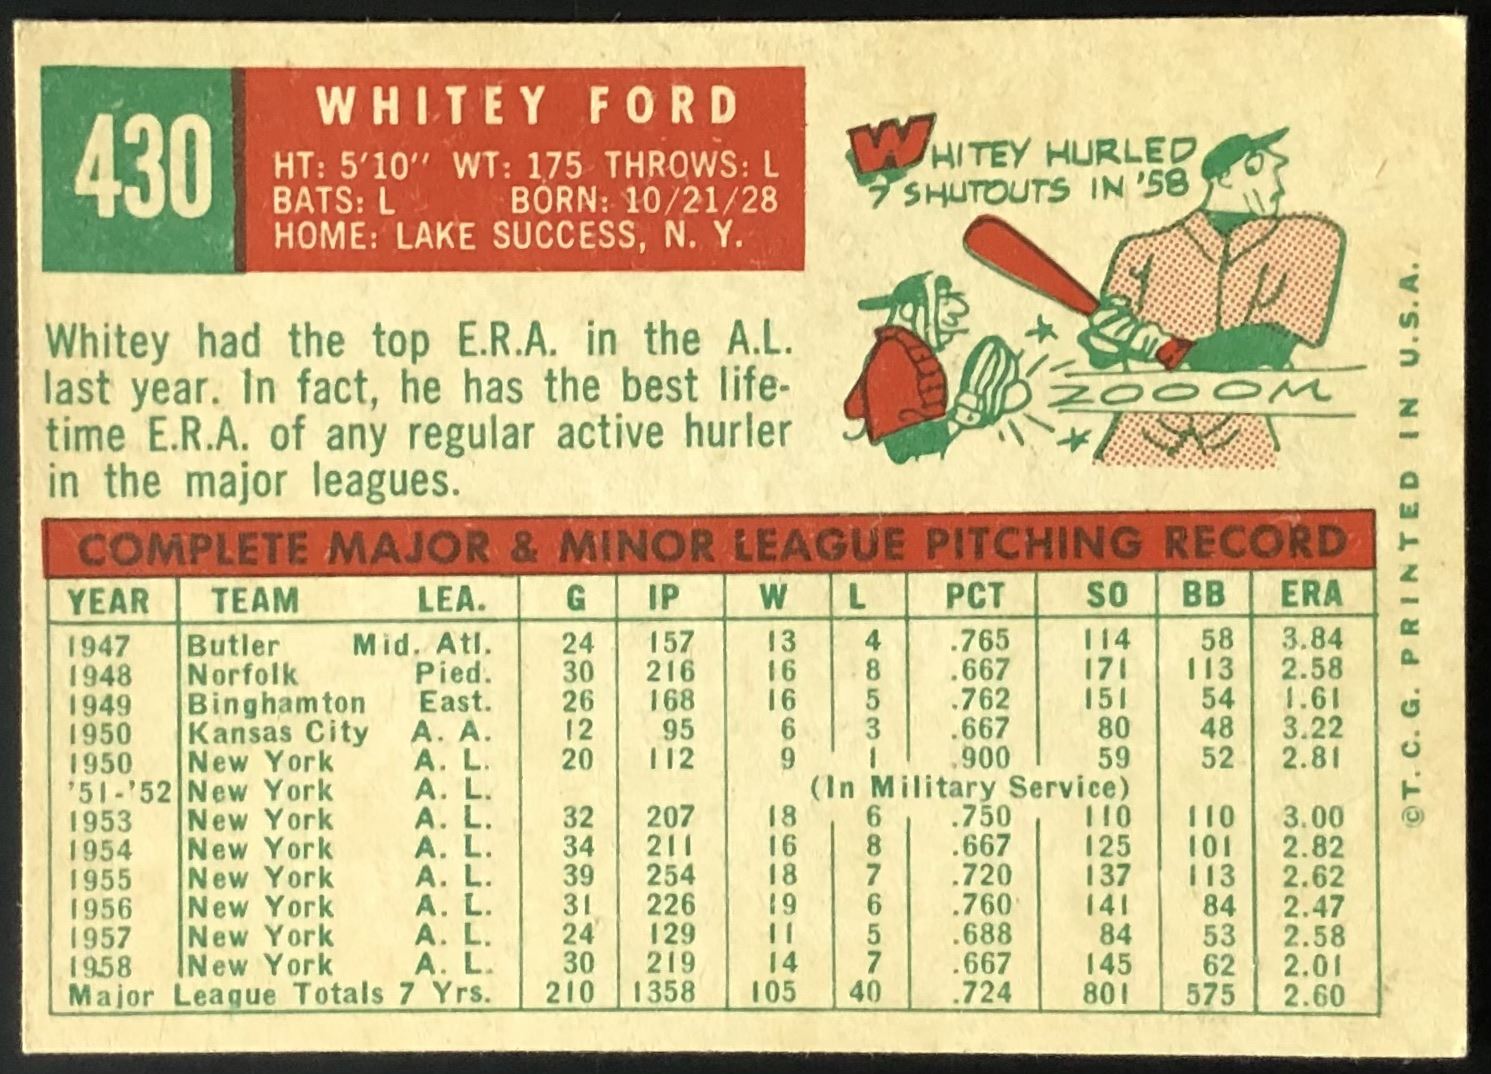 430
WHITEY FORD
HT: 5'10" WT: 175 THROWS: L
BATS: L BORN: 10/21/28
HOME: LAKE SUCCESS, N. Y.
WHITEY HURLED
7 SHUTOUTS IN '58
ZOOOM
Whitey had the top E.R.A. in the A.L.
last year. In fact, he has the best life-
time E.R.A. of any regular active hurler
in the major leagues.
COMPLETE MAJOR & MINOR LEAGUE PITCHING RECORD
YEAR TEAM LEA. G IP W L PCT SO BB ERA
1947 Butler Mid. Atl. 24 157 13 4 .765 114 58 3.84
1948 Norfolk Pied. 30 216 16 8 .667 171 113 2.58
1949 Binghamton East. 26 168 16 5 .762 151 54 1.61
1950 Kansas City A. A. 12 95 6 3 .667 80 48 3.22
1950 New York A. L. 20 112 9 1 .900 59 52 2.81
'51-'52 New York A. L. (In Military Service)
1953 New York A. L. 32 207 18 6 .750 110 110 3.00
1954 New York A. L. 34 211 16 8 .667 125 101 2.82
1955 New York A. L. 39 254 18 7 .720 137 113 2.62
1956 New York A. L. 31 226 19 6 .760 141 84 2.47
1957 New York A. L. 24 129 11 5 .688 84 53 2.58
1958 New York A. L. 30 219 14 7 .667 145 62 2.01
Major League Totals 7 Yrs. 210 1358 105 40 .724 801 575 2.60
©T.C.G. PRINTED IN U.S.A.